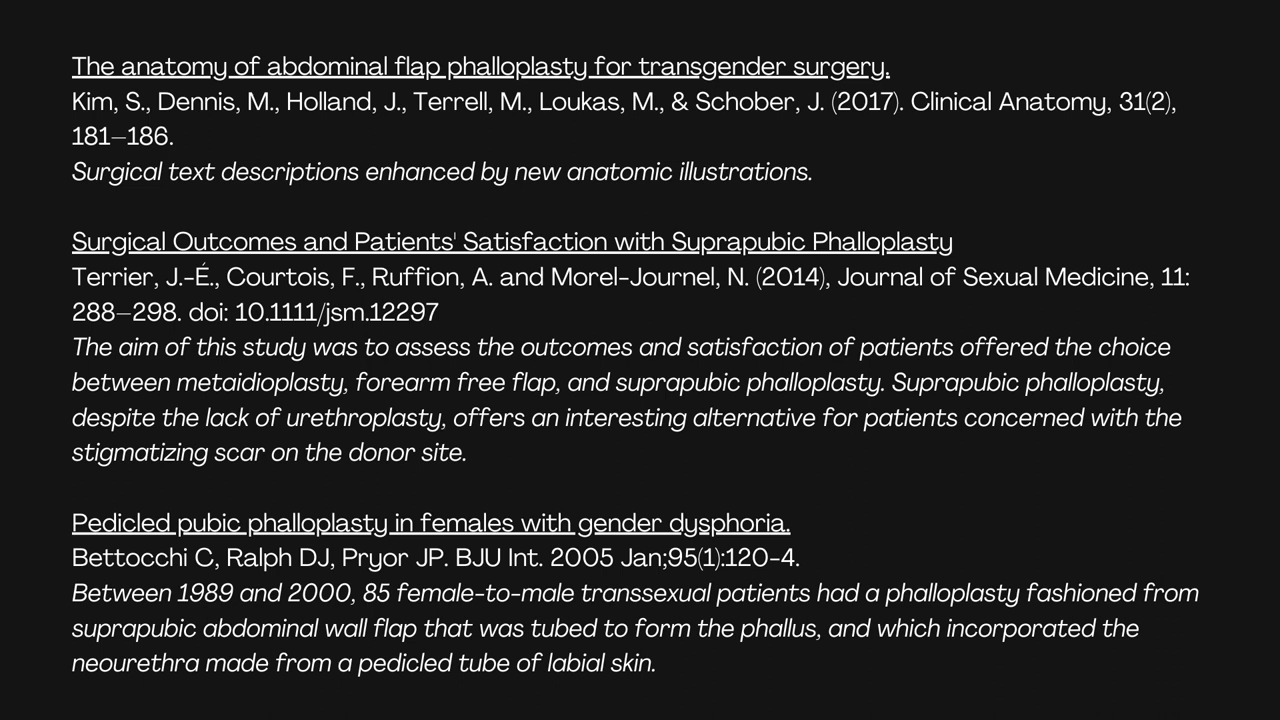 The anatomy of abdominal flap phalloplasty for transgender surgery.
Kim, S., Dennis, M., Holland, J., Terrell, M., Loukas, M., & Schober, J. (2017). Clinical Anatomy, 31(2),
181–186.
Surgical text descriptions enhanced by new anatomic illustrations.
Surgical Outcomes and Patients' Satisfaction with Suprapubic Phalloplasty
Terrier, J.-É., Courtois, F., Ruffion, A. and Morel-Journel, N. (2014), Journal of Sexual Medicine, 11:
288–298. doi: 10.1111/jsm.12297
The aim of this study was to assess the outcomes and satisfaction of patients offered the choice
between metaidioplasty, forearm free flap, and suprapubic phalloplasty. Suprapubic phalloplasty,
despite the lack of urethroplasty, offers an interesting alternative for patients concerned with the
stigmatizing scar on the donor site.
Pedicled pubic phalloplasty in females with gender dysphoria.
Bettocchi C, Ralph DJ, Pryor JP. BJU Int. 2005 Jan;95(1):120-4.
Between 1989 and 2000, 85 female-to-male transsexual patients had a phalloplasty fashioned from
suprapubic abdominal wall flap that was tubed to form the phallus, and which incorporated the
neourethra made from a pedicled tube of labial skin.